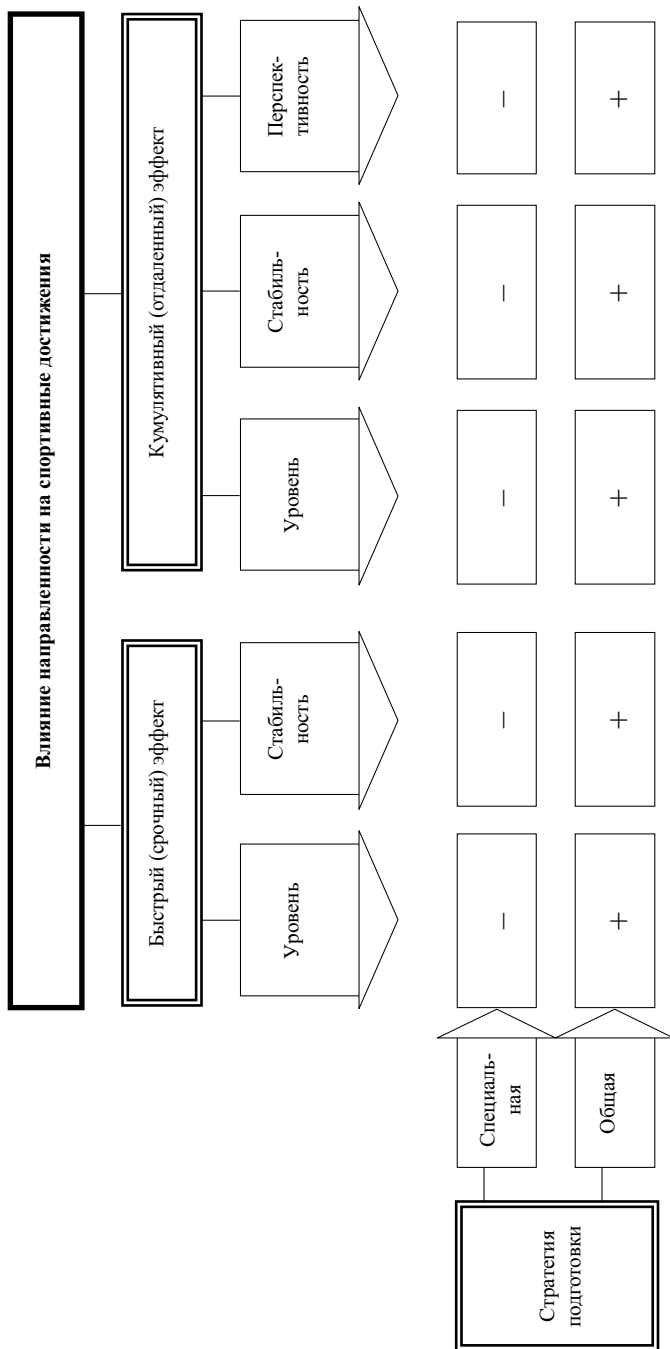 Влияние направленности на спортивные достижения
Быстрый (срочный) эффект
Кумулятивный (отдаленный) эффект
Уровень
Стабиль-
ность
Уровень
Стабиль-
ность
Перспек-
тивность
Стратегия
подготовки
Специаль-
ная
–
–
–
–
–
Общая
+
+
+
+
+